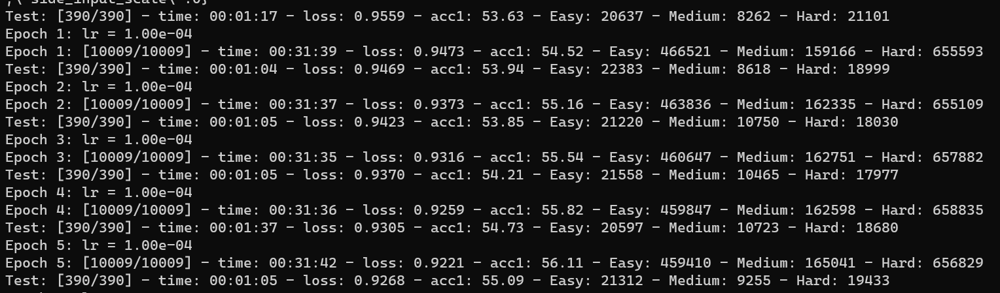 Test: [390/390] - time: 00:01:17 - loss: 0.9559 - acc1: 53.63 - Easy: 20637 - Medium: 8262 - Hard: 21101
Epoch 1: lr = 1.00e-04
Epoch 1: [10009/10009] - time: 00:31:39 - loss: 0.9473 - acc1: 54.52 - Easy: 466521 - Medium: 159166 - Hard: 655593
Test: [390/390] - time: 00:01:04 - loss: 0.9469 - acc1: 53.94 - Easy: 22383 - Medium: 8618 - Hard: 18999
Epoch 2: lr = 1.00e-04
Epoch 2: [10009/10009] - time: 00:31:37 - loss: 0.9373 - acc1: 55.16 - Easy: 463836 - Medium: 162335 - Hard: 655109
Test: [390/390] - time: 00:01:05 - loss: 0.9423 - acc1: 53.85 - Easy: 21220 - Medium: 10750 - Hard: 18030
Epoch 3: lr = 1.00e-04
Epoch 3: [10009/10009] - time: 00:31:35 - loss: 0.9316 - acc1: 55.54 - Easy: 460647 - Medium: 162751 - Hard: 657882
Test: [390/390] - time: 00:01:05 - loss: 0.9370 - acc1: 54.21 - Easy: 21558 - Medium: 10465 - Hard: 17977
Epoch 4: lr = 1.00e-04
Epoch 4: [10009/10009] - time: 00:31:36 - loss: 0.9259 - acc1: 55.82 - Easy: 459847 - Medium: 162598 - Hard: 658835
Test: [390/390] - time: 00:01:37 - loss: 0.9305 - acc1: 54.73 - Easy: 20597 - Medium: 10723 - Hard: 18680
Epoch 5: lr = 1.00e-04
Epoch 5: [10009/10009] - time: 00:31:42 - loss: 0.9221 - acc1: 56.11 - Easy: 459410 - Medium: 165041 - Hard: 656829
Test: [390/390] - time: 00:01:05 - loss: 0.9268 - acc1: 55.09 - Easy: 21312 - Medium: 9255 - Hard: 19433